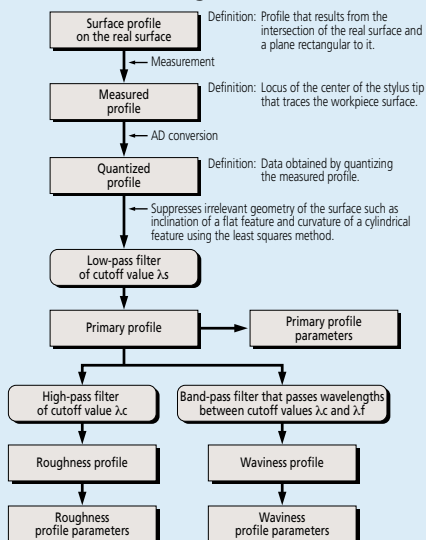 Surface profile
on the real surface
Definition: Profile that results from the
intersection of the real surface and
a plane rectangular to it.
Measurement
Measured
profile
Definition: Locus of the center of the stylus tip
that traces the workpiece surface.
AD conversion
Quantized
profile
Definition: Data obtained by quantizing
the measured profile.
Suppresses irrelevant geometry of the surface such as
inclination of a flat feature and curvature of a cylindrical
feature using the least squares method.
Low-pass filter
of cutoff value λs
Primary profile
Primary profile
parameters
High-pass filter
of cutoff value λc
Band-pass filter that passes wavelengths
between cutoff values λc and λf
Roughness profile
Waviness profile
Roughness
profile parameters
Waviness
profile parameters